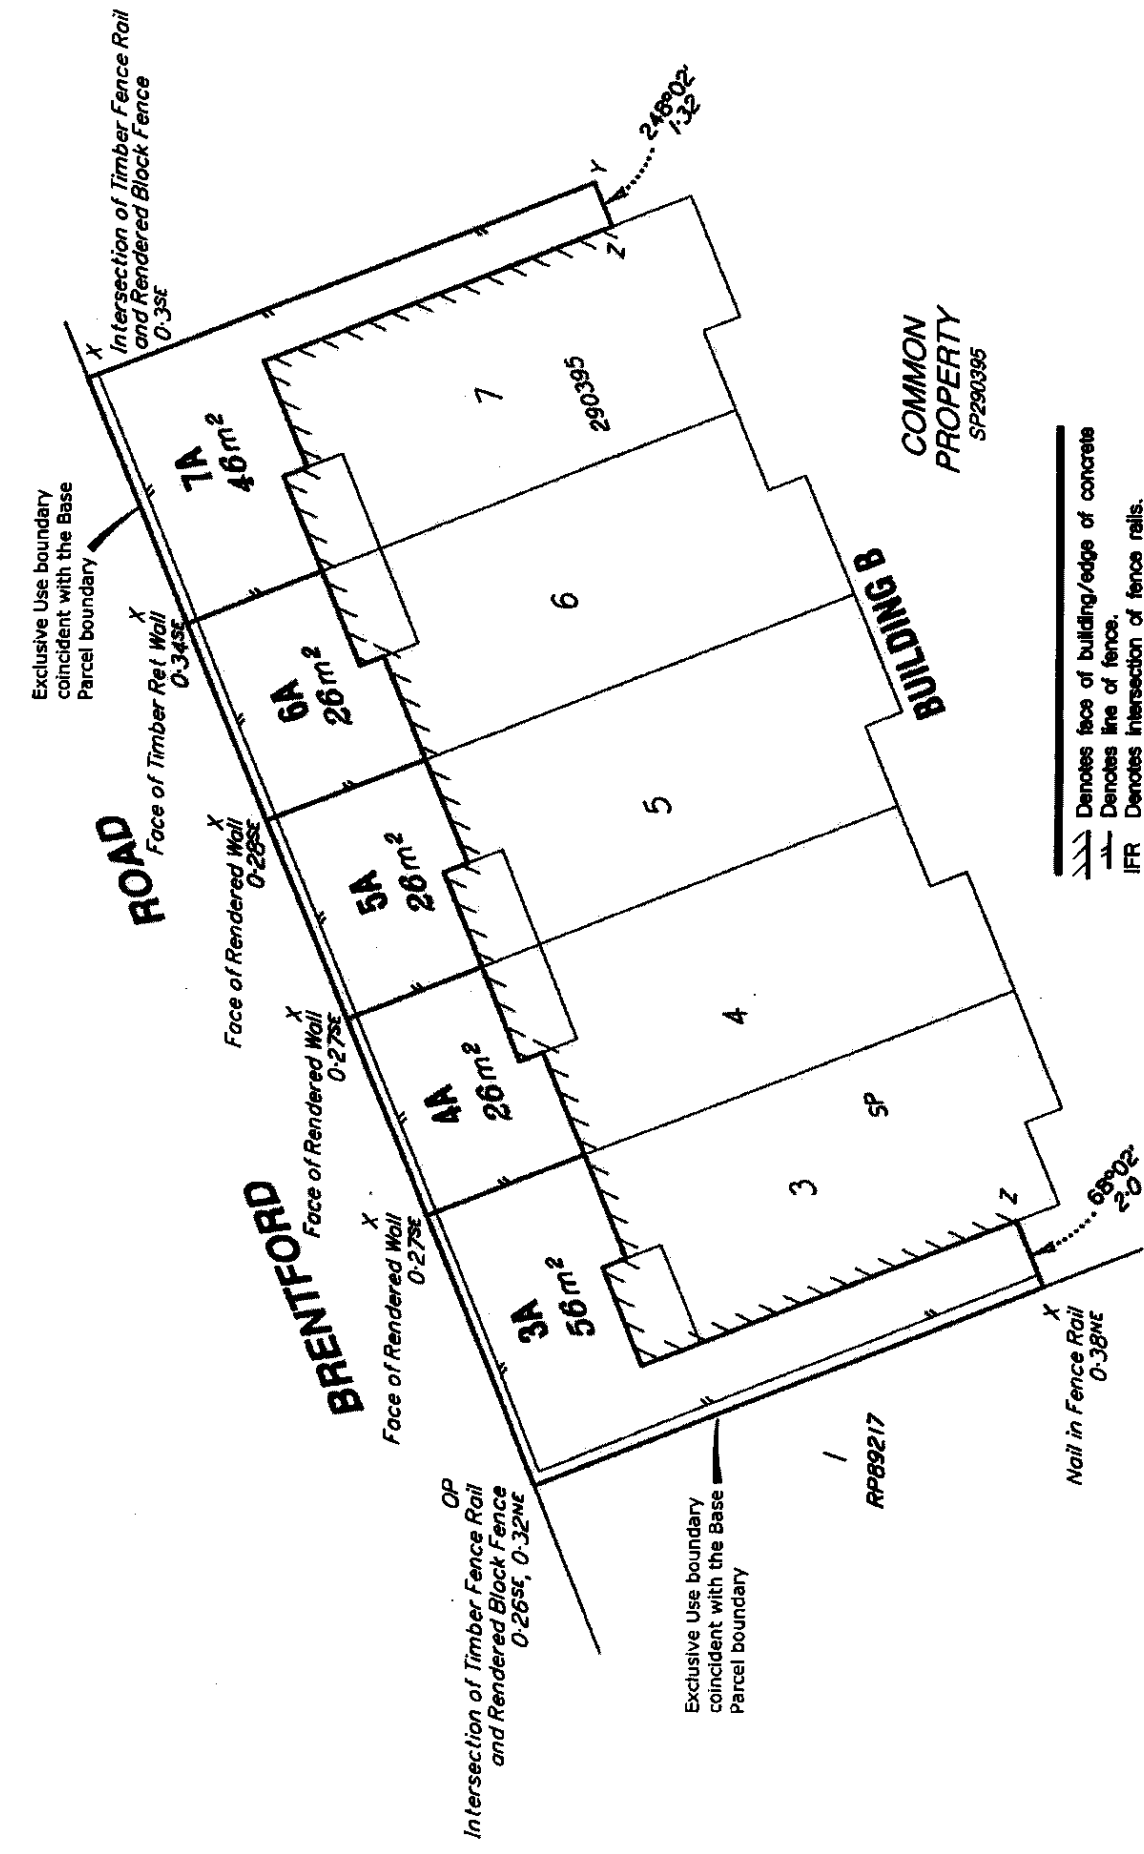 Intersection of Timber Fence Rail
and Rendered Block Fence
0·3SE
X
248°02'
1·32
Y
Z
Exclusive Use boundary
coincident with the Base
Parcel boundary
7A
46m²
7
290395
COMMON
PROPERTY
SP290395
X
Face of Timber Ret Wall
0·34SE
6A
26m²
6
BUILDING B
ROAD
X
Face of Rendered Wall
0·28SE
5A
26m²
5
X
Face of Rendered Wall
0·27SE
4A
26m²
4
SP
BRENTFORD
X
Face of Rendered Wall
0·27SE
3A
56m²
3
Z
68°02'
2·0
OP
Intersection of Timber Fence Rail
and Rendered Block Fence
0·26SE, 0·32NE
Exclusive Use boundary
coincident with the Base
Parcel boundary
1
RP89217
X
Nail in Fence Rail
0·38NE
Denotes face of building/edge of concrete
Denotes line of fence.
IFR Denotes intersection of fence rails.